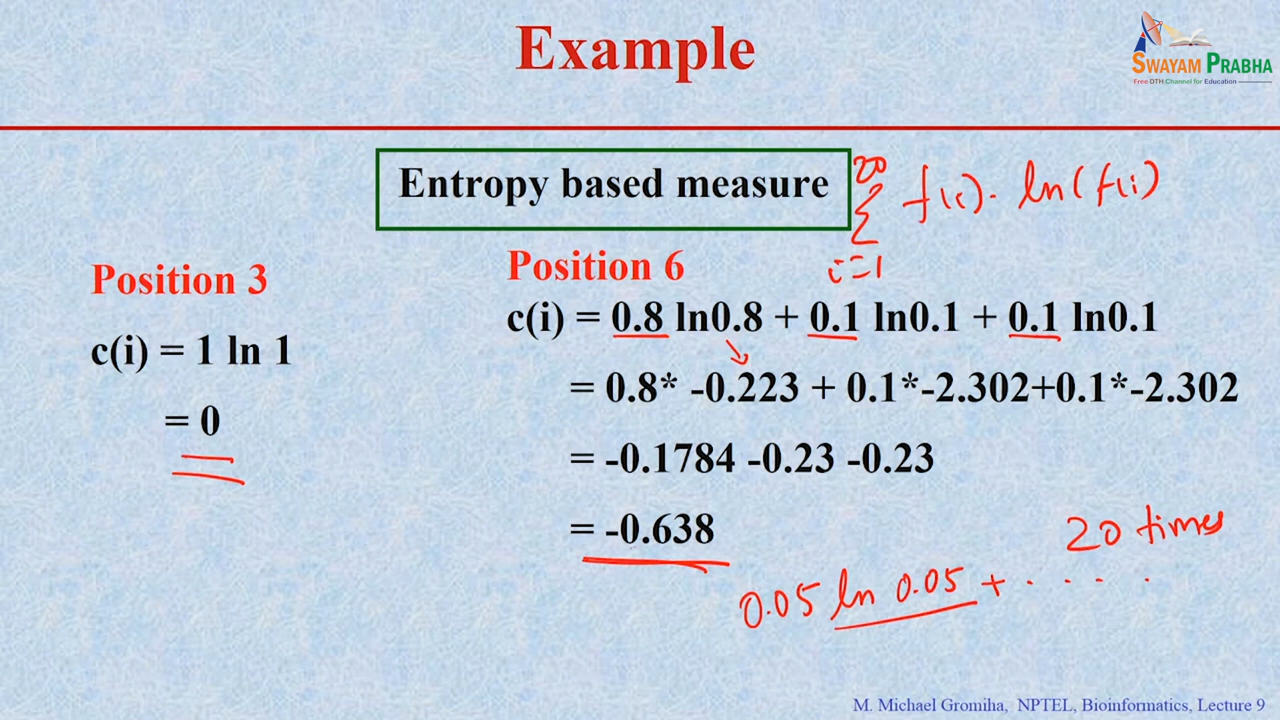 Example
SWAYAM PRABHA
Free DTH Channel for Education
Entropy based measure
20
Σ f(i). ln(f(i)
i=1
Position 3
c(i) = 1 ln 1
= 0
Position 6
c(i) = 0.8 ln0.8 + 0.1 ln0.1 + 0.1 ln0.1
= 0.8* -0.223 + 0.1*-2.302+0.1*-2.302
= -0.1784 -0.23 -0.23
= -0.638
20 times
0.05 ln 0.05 + . . . .
M. Michael Gromiha, NPTEL, Bioinformatics, Lecture 9